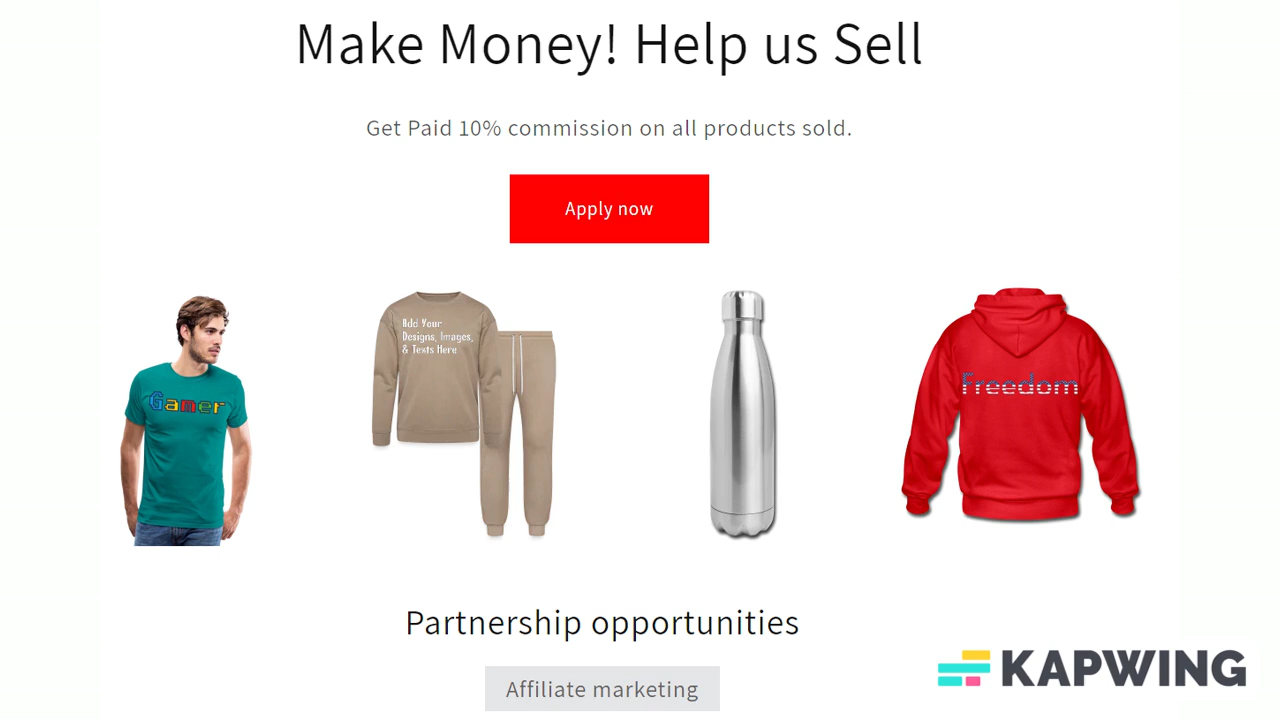 Make Money! Help us Sell
Get Paid 10% commission on all products sold.
Apply now
Gamer
Add Your
Designs, Images,
& Texts Here
Freedom
Partnership opportunities
KAPWING
Affiliate marketing